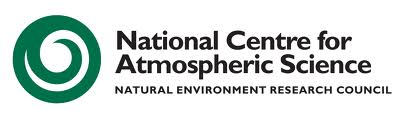 National Centre for
Atmospheric Science
NATURAL ENVIRONMENT RESEARCH COUNCIL